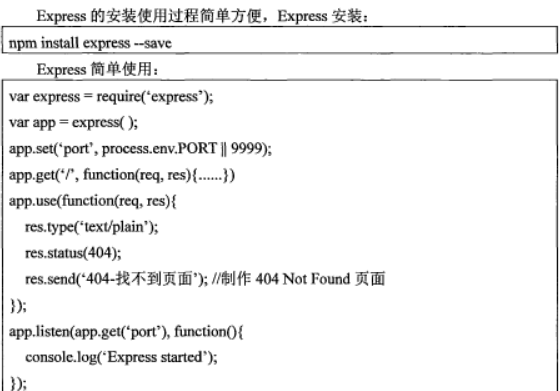 Express 的安装使用过程简单方便，Express 安装：
npm install express --save
Express 简单使用：
var express = require(‘express’);
var app = express( );
app.set(‘port’, process.env.PORT || 9999);
app.get(‘/’, function(req, res){......})
app.use(function(req, res){
res.type(‘text/plain’);
res.status(404);
res.send(‘404-找不到页面’); //制作 404 Not Found 页面
});
app.listen(app.get(‘port’), function(){
console.log(‘Express started’);
});